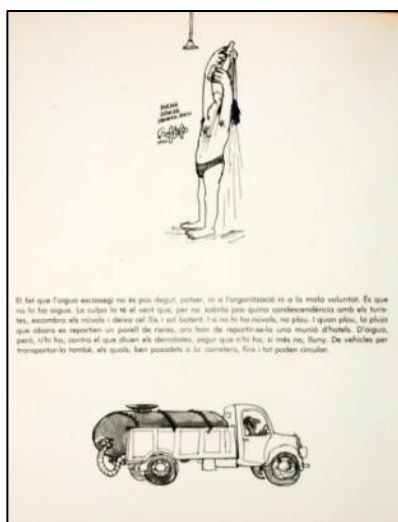 El fet que l'aigua escassegi no és pas degut, potser, ni a l'organització ni a la mala voluntat. És que
no hi ha aigua. La culpa la té el vent que, per no sabràs pas quina condescendència amb els turis-
tes, escombra els núvols i deixa cel llis i sol batent. I si no hi ha núvols, no plou. I quan plou, la pluja
que abans es repartien un parell de rieres, ara han de repartir-se-la una munió d'hotels. D'aigua,
però, n'hi ha, contra el que diuen els derrotistes, segur que n'hi ha, si més no, lluny. De vehicles per
transportar-la també, els quals, ben posadets a la carretera, fins i tot poden circular.